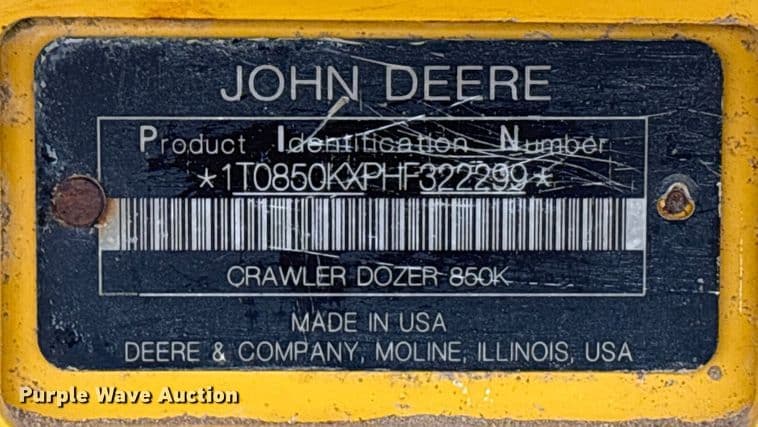 JOHN DEERE
Product Identification Number
*1T0850KXPHF322299*
CRAWLER DOZER 850K
MADE IN USA
DEERE & COMPANY, MOLINE, ILLINOIS, USA
Purple Wave Auction